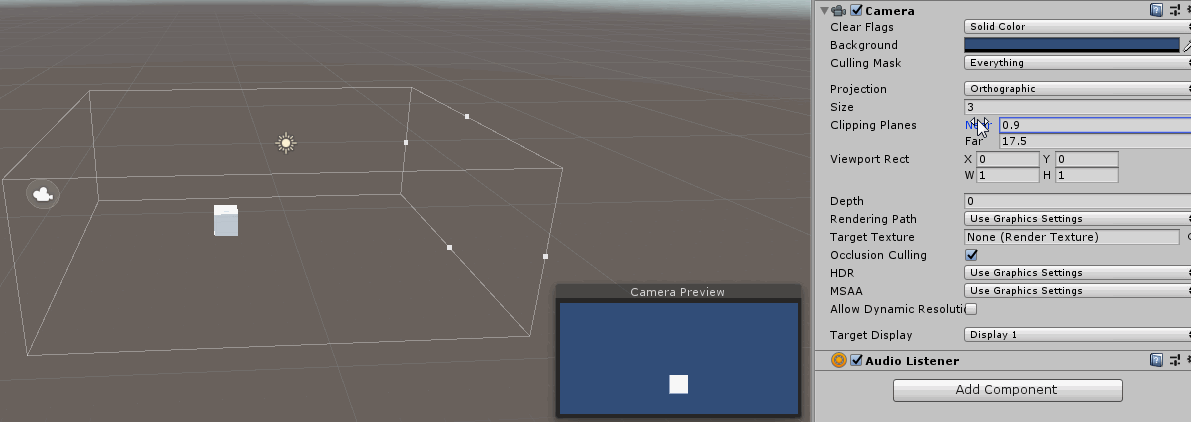 Camera
Clear Flags Solid Color
Background
Culling Mask Everything
Projection Orthographic
Size 3
Clipping Planes Near 0.9
Far 17.5
Viewport Rect X 0 Y 0
W 1 H 1
Depth 0
Rendering Path Use Graphics Settings
Target Texture None (Render Texture)
Occlusion Culling
HDR Use Graphics Settings
MSAA Use Graphics Settings
Allow Dynamic Resoluti
Target Display Display 1
Audio Listener
Add Component
Camera Preview